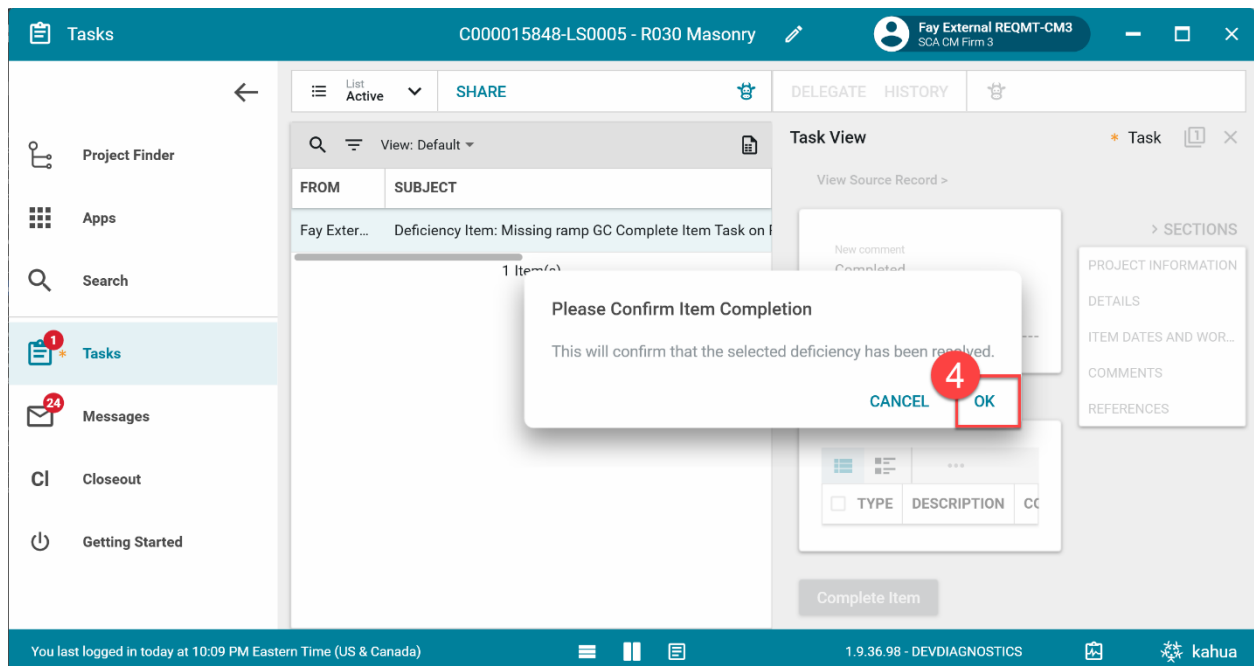 Tasks
C000015848-LS0005 - R030 Masonry
Fay External REQMT-CM3
SCA CM Firm 3
List
Active
SHARE
DELEGATE HISTORY
Project Finder
Apps
Search
1
Tasks
24
Messages
Cl Closeout
Getting Started
View: Default
FROM SUBJECT
Fay Exter... Deficiency Item: Missing ramp GC Complete Item Task on
1 Item(s)
Task View
* Task 1
View Source Record >
New comment
Completed
> SECTIONS
PROJECT INFORMATION
DETAILS
ITEM DATES AND WOR...
COMMENTS
REFERENCES
Please Confirm Item Completion
This will confirm that the selected deficiency has been resolved.
4
CANCEL OK
TYPE DESCRIPTION
Complete Item
You last logged in today at 10:09 PM Eastern Time (US & Canada)
1.9.36.98 - DEVDIAGNOSTICS
kahua